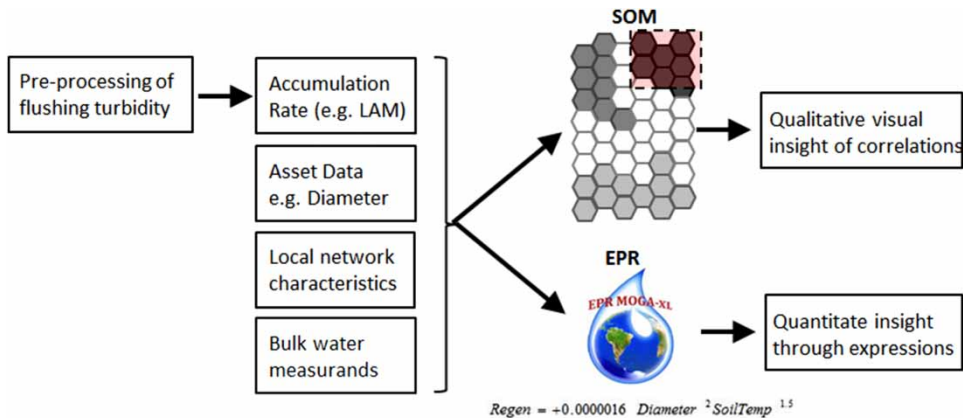 Pre-processing of
flushing turbidity
Accumulation
Rate (e.g. LAM)
Asset Data
e.g. Diameter
Local network
characteristics
Bulk water
measurands
SOM
Qualitative visual
insight of correlations
EPR
EPR MOGA-XL
Quantitate insight
through expressions
Regen = +0.0000016 Diameter ² SoilTemp ¹·⁵